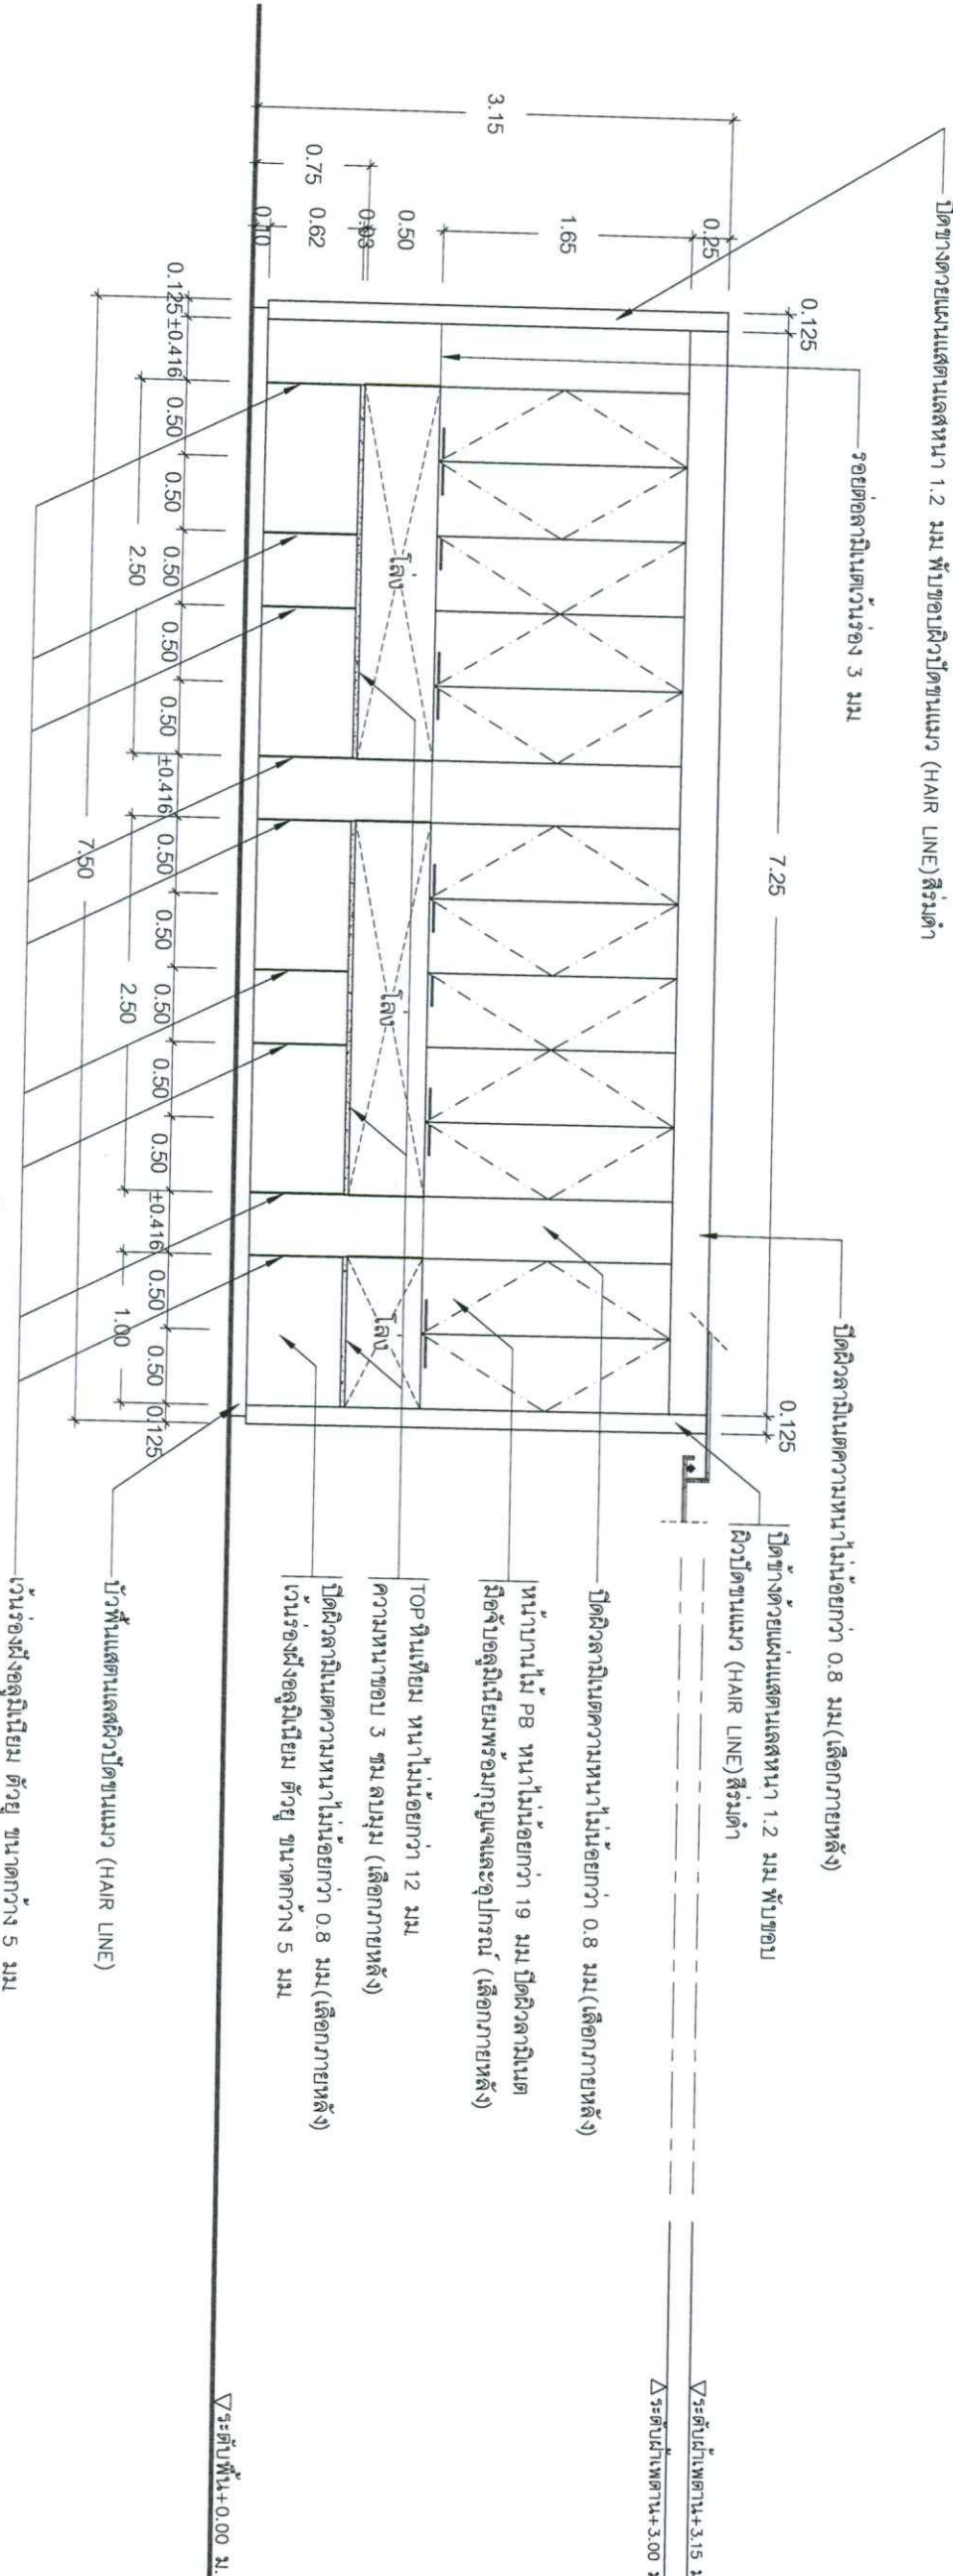 ปิดขางดวยแผนแสตนเลสหนา 1.2 มม พับขอบผิวปัดขนแมว (HAIR LINE)สีรมดำ
รอยต่อลามิเนตเว้นร่อง 3 มม
ปิดผิวลามิเนตความหนาไม่น้อยกว่า 0.8 มม(เลือกภายหลัง)
0.125
7.25
0.125
ปิดข้างด้วยแผ่นแสตนเลสหนา 1.2 มม พับขอบ
ผิวปัดขนแมว (HAIR LINE)สีรมดำ
▽ระดับฝ้าเพดาน+3.15
△ระดับฝ้าเพดาน+3.00
3.15
0.25
1.65
0.50
0.03
0.75
0.62
0.10
โล่ง
โล่ง
โล่ง
ปิดผิวลามิเนตความหนาไม่น้อยกว่า 0.8 มม(เลือกภายหลัง)
หน้าบานไม้ PB หนาไม่น้อยกว่า 19 มม ปิดผิวลามิเนต
มือจับอลูมิเนียมพร้อมกุญแจและอุปกรณ์ (เลือกภายหลัง)
TOPหินเทียม หนาไม่น้อยกว่า 12 มม
ความหนาขอบ 3 ซม ลบมุม (เลือกภายหลัง)
ปิดผิวลามิเนตความหนาไม่น้อยกว่า 0.8 มม(เลือกภายหลัง)
เว้นร่องฝังอลูมิเนียม ตัวยู ขนาดกว้าง 5 มม
▽ระดับพื้น+0.00 ม.
0.125 ±0.416 0.50 0.50 0.50 0.50 0.50 ±0.416 0.50 0.50 0.50 0.50 0.50 ±0.416 0.50 0.50 0.125
2.50 2.50 1.00
7.50
บัวพื้นแสตนเลสผิวปัดขนแมว (HAIR LINE)
เว้นร่องฝังอลูมิเนียม ตัวยู ขนาดกว้าง 5 มม